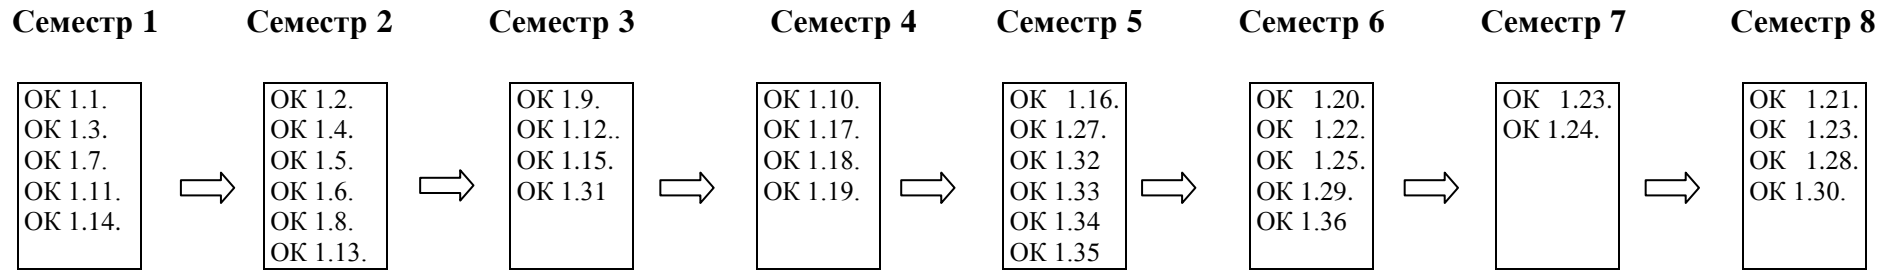 Семестр 1 Семестр 2 Семестр 3 Семестр 4 Семестр 5 Семестр 6 Семестр 7 Семестр 8
ОК 1.1.
ОК 1.3.
ОК 1.7.
ОК 1.11.
ОК 1.14.
ОК 1.2.
ОК 1.4.
ОК 1.5.
ОК 1.6.
ОК 1.8.
ОК 1.13.
ОК 1.9.
ОК 1.12..
ОК 1.15.
ОК 1.31
ОК 1.10.
ОК 1.17.
ОК 1.18.
ОК 1.19.
ОК 1.16.
ОК 1.27.
ОК 1.32
ОК 1.33
ОК 1.34
ОК 1.35
ОК 1.20.
ОК 1.22.
ОК 1.25.
ОК 1.29.
ОК 1.36
ОК 1.23.
ОК 1.24.
ОК 1.21.
ОК 1.23.
ОК 1.28.
ОК 1.30.